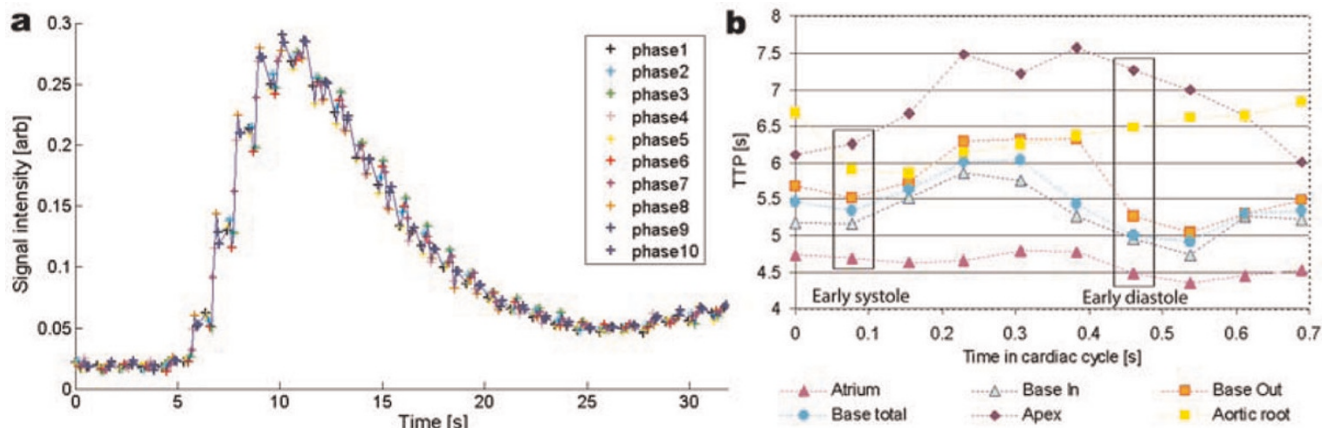 a
0.3
0.25
0.2
0.15
0.1
0.05
0
Signal intensity [arb]
0 5 10 15 20 25 30
Time [s]
phase1
phase2
phase3
phase4
phase5
phase6
phase7
phase8
phase9
phase10
b
8
7.5
7
6.5
6
5.5
5
4.5
4
TTP [s]
Early systole
Early diastole
0 0.1 0.2 0.3 0.4 0.5 0.6 0.7
Time in cardiac cycle [s]
Atrium Base In Base Out
Base total Apex Aortic root